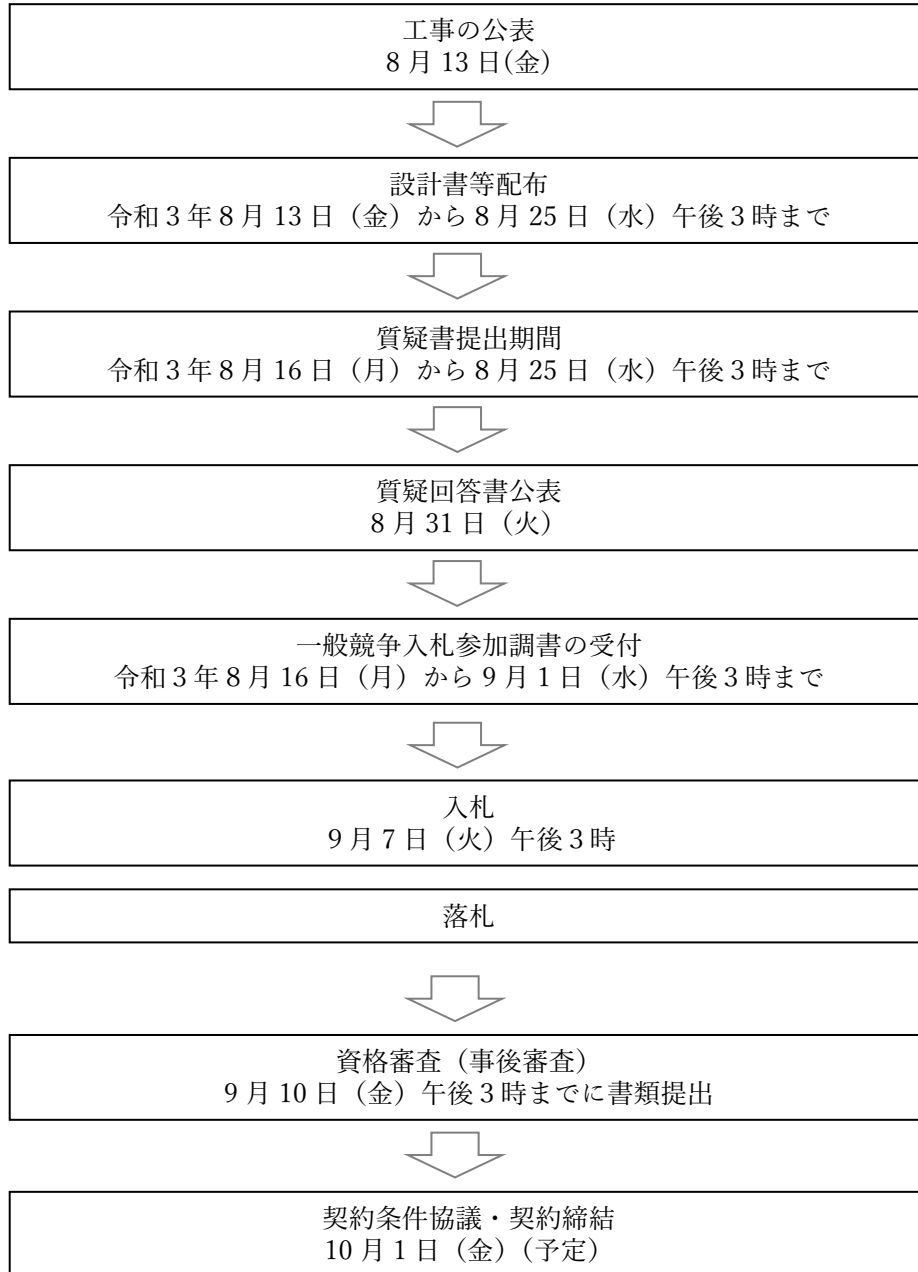 工事の公表
8月13日(金)
設計書等配布
令和3年8月13日（金）から8月25日（水）午後3時まで
質疑書提出期間
令和3年8月16日（月）から8月25日（水）午後3時まで
質疑回答書公表
8月31日（火）
一般競争入札参加調書の受付
令和3年8月16日（月）から9月1日（水）午後3時まで
入札
9月7日（火）午後3時
落札
資格審査（事後審査）
9月10日（金）午後3時までに書類提出
契約条件協議・契約締結
10月1日（金）(予定）